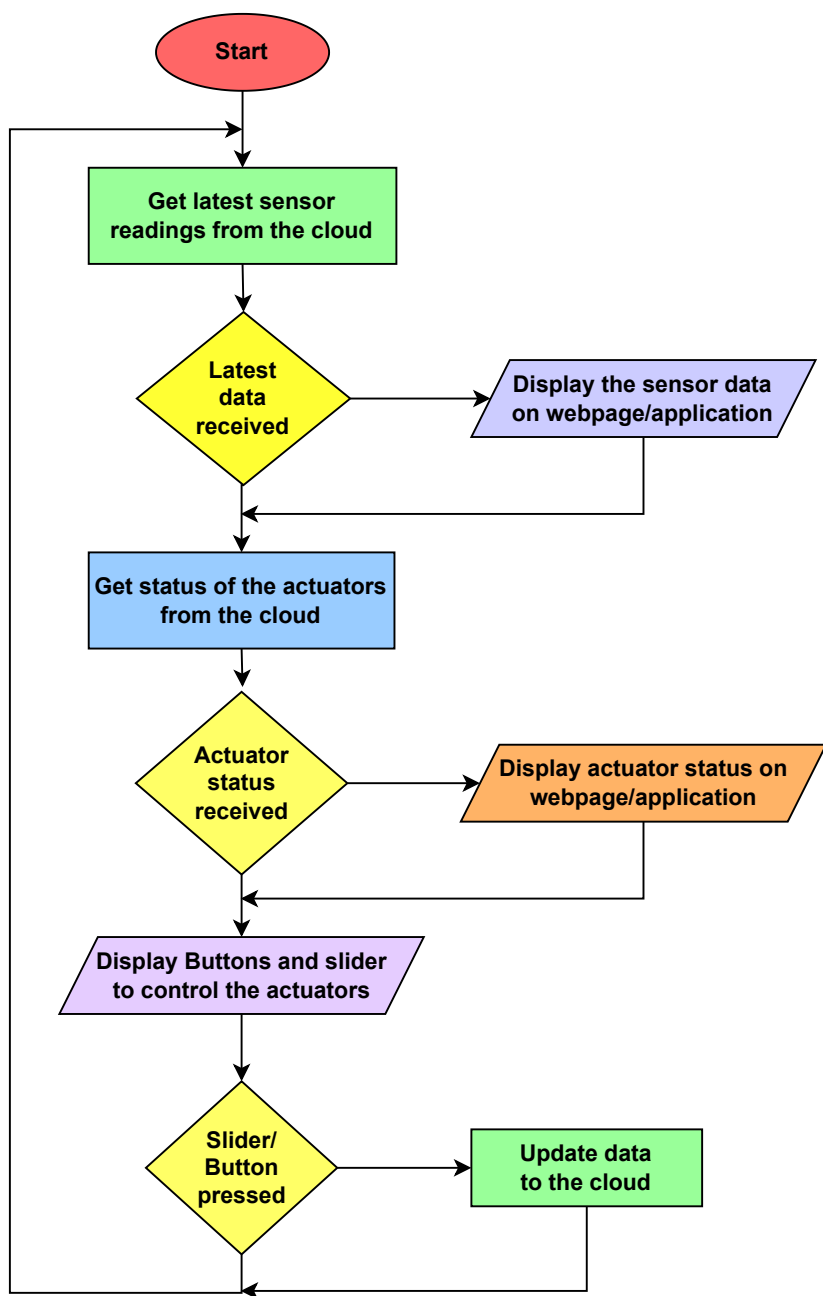 Start
Get latest sensor
readings from the cloud
Latest
data
received
Display the sensor data
on webpage/application
Get status of the actuators
from the cloud
Actuator
status
received
Display actuator status on
webpage/application
Display Buttons and slider
to control the actuators
Slider/
Button
pressed
Update data
to the cloud